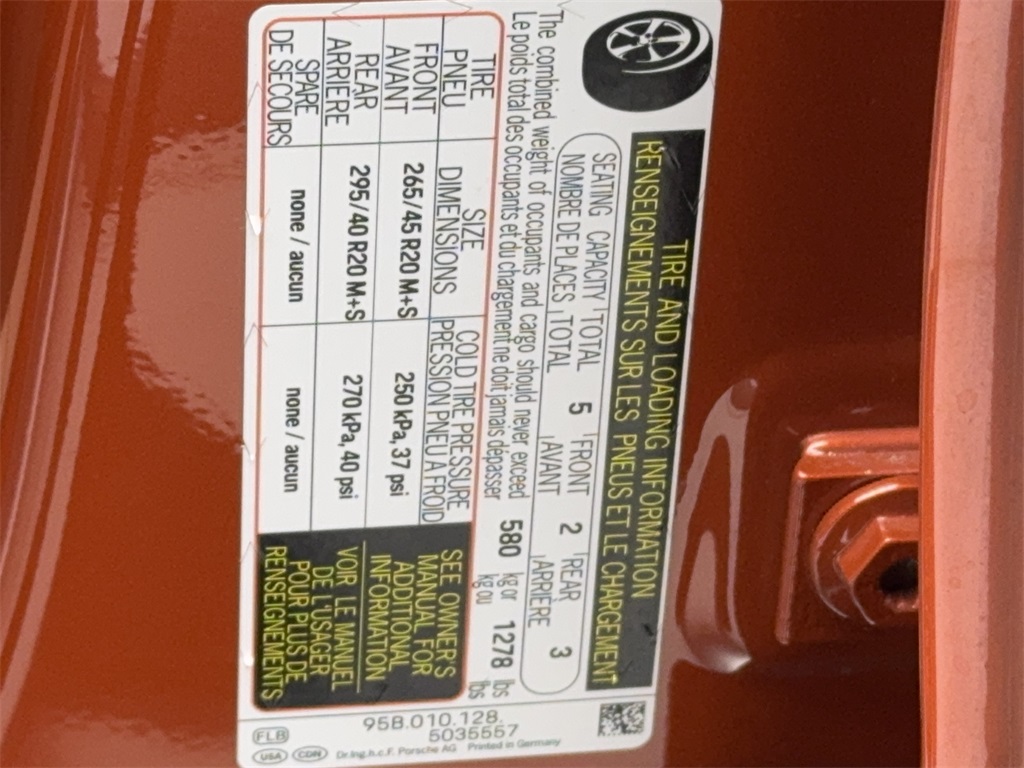 TIRE AND LOADING INFORMATION
RENSEIGNEMENTS SUR LES PNEUS ET LE CHARGEMENT
SEATING CAPACITY TOTAL 5 FRONT 2 REAR 3
NOMBRE DE PLACES TOTAL AVANT ARRIÈRE
The combined weight of occupants and cargo should never exceed 580 kg or 1278 lbs
Le poids total des occupants et du chargement ne doit jamais dépasser kg ou lbs
TIRE SIZE COLD TIRE PRESSURE
PNEU DIMENSIONS PRESSION PNEU A FROID
FRONT 265/45 R20 M+S 250 kPa, 37 psi
AVANT
REAR 295/40 R20 M+S 270 kPa, 40 psi
ARRIÈRE
SPARE none / aucun none / aucun
DE SECOURS
SEE OWNER'S
MANUAL FOR
ADDITIONAL
INFORMATION
VOIR LE MANUEL
DE L'USAGER
POUR PLUS DE
RENSEIGNEMENTS
95B.010.128.
5035557
Dr.Ing.h.c.F. Porsche AG Printed in Germany
FLB
USA CDN